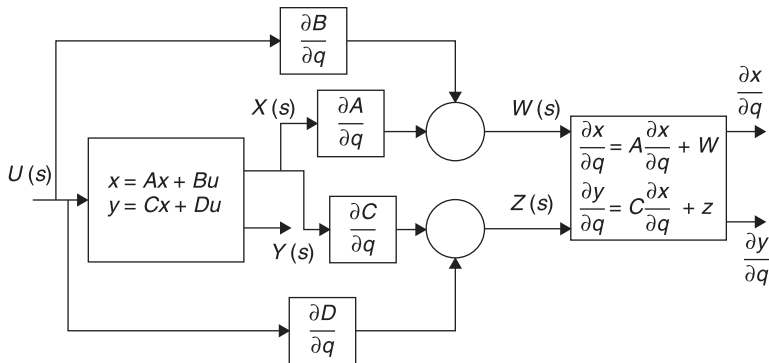 ∂B
∂q
X (s)
∂A
∂q
W (s)
∂x
∂q
U (s)
x = Ax + Bu
y = Cx + Du
∂x/∂q = A ∂x/∂q + W
∂y/∂q = C ∂x/∂q + z
Y (s)
∂C
∂q
Z (s)
∂y
∂q
∂D
∂q